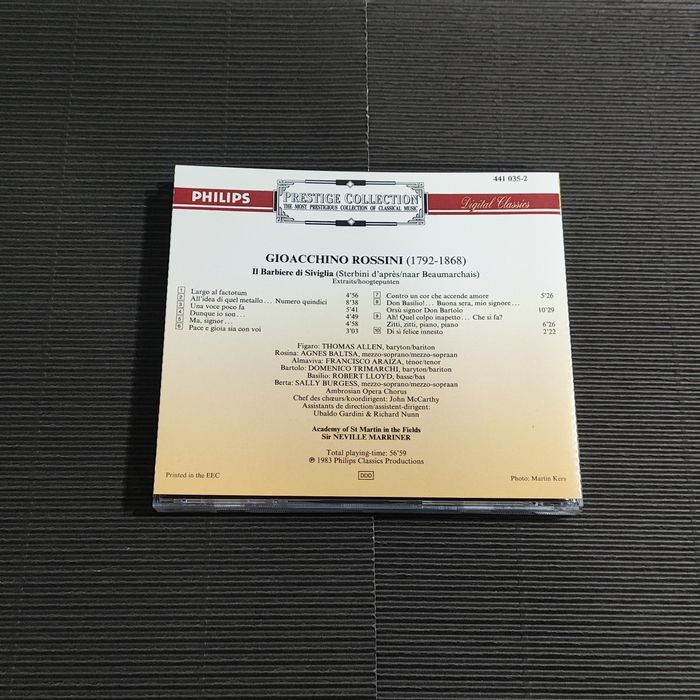 441 035-2
PHILIPS
PRESTIGE COLLECTION
THE MOST PRESTIGIOUS COLLECTION OF CLASSICAL MUSIC
Digital Classics
GIOACCHINO ROSSINI (1792-1868)
Il Barbiere di Siviglia (Sterbini d'après/naar Beaumarchais)
Extraits/hoogtepunten
1 Largo al factotum 4'56
2 All'idea di quel metallo... Numero quindici 8'38
3 Una voce poco fa 5'41
4 Dunque io son... 4'49
5 Ma, signor... 4'58
6 Pace e gioia sia con voi 3'03
7 Contro un cor che accende amore 5'26
8 Don Basilio!... Buona sera, mio signore...
Orsù signor Don Bartolo 10'29
9 Ah! Quel colpo inapetto... Che si fa?
Zitti, zitti, piano, piano 6'26
10 Di sì felice innesto 2'22
Figaro: THOMAS ALLEN, baryton/bariton
Rosina: AGNES BALTSA, mezzo-soprano/mezzo-sopraan
Almaviva: FRANCISCO ARAIZA, ténor/tenor
Bartolo: DOMENICO TRIMARCHI, baryton/bariton
Basilio: ROBERT LLOYD, basse/bas
Berta: SALLY BURGESS, mezzo-soprano/mezzo-sopraan
Ambrosian Opera Chorus
Chef des chœurs/koordirigent: John McCarthy
Assistants de direction/assistent-dirigent:
Ubaldo Gardini & Richard Nunn
Academy of St Martin in the Fields
Sir NEVILLE MARRINER
Total playing-time: 56'59
℗ 1983 Philips Classics Productions
Printed in the EEC
DDD
Photo: Martin Kers